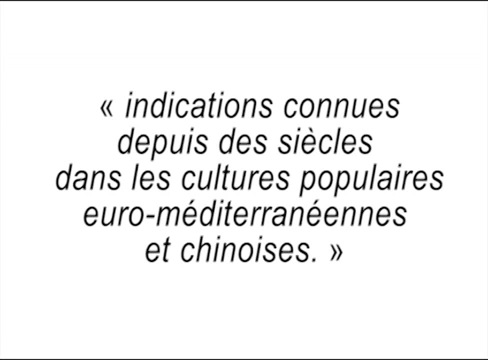 « indications connues
depuis des siècles
dans les cultures populaires
euro-méditerranéennes
et chinoises. »